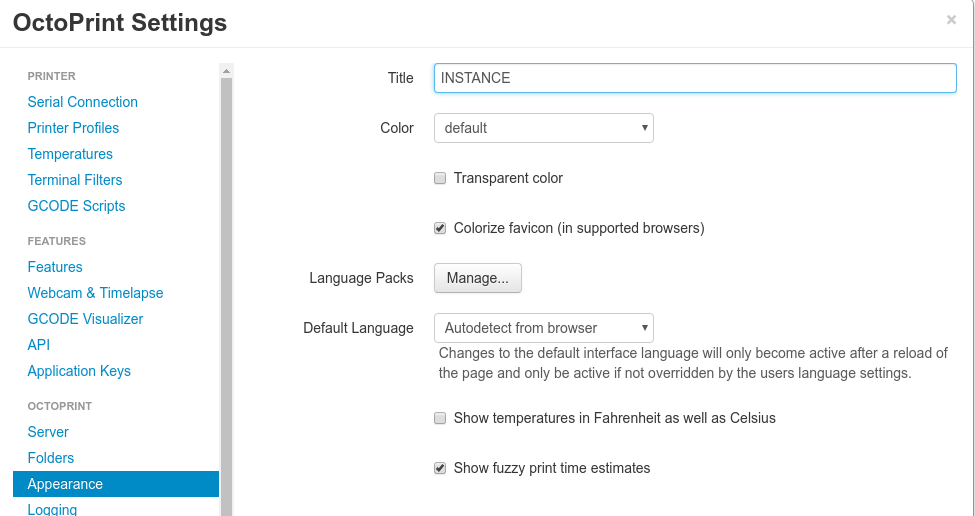 OctoPrint Settings
×
PRINTER
Serial Connection
Printer Profiles
Temperatures
Terminal Filters
GCODE Scripts
FEATURES
Features
Webcam & Timelapse
GCODE Visualizer
API
Application Keys
OCTOPRINT
Server
Folders
Appearance
Logging
Title
INSTANCE
Color
default
Transparent color
Colorize favicon (in supported browsers)
Language Packs
Manage...
Default Language
Autodetect from browser
Changes to the default interface language will only become active after a reload of
the page and only be active if not overridden by the users language settings.
Show temperatures in Fahrenheit as well as Celsius
Show fuzzy print time estimates